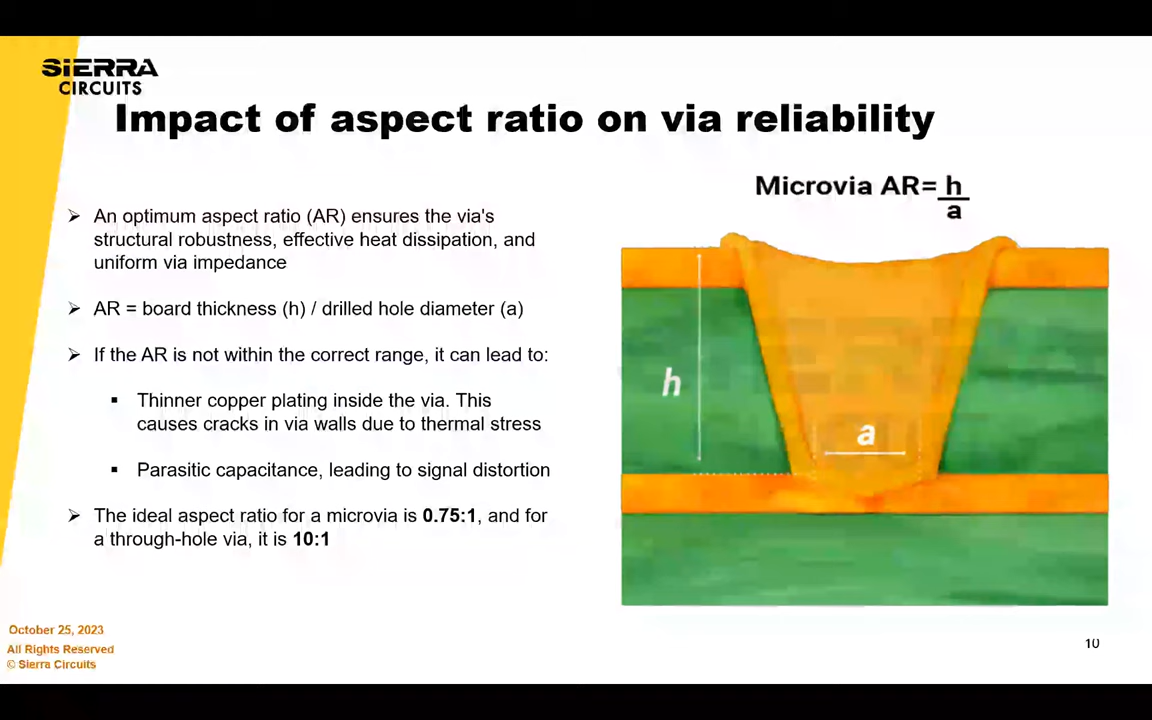 SIERRA
CIRCUITS
Impact of aspect ratio on via reliability
➢ An optimum aspect ratio (AR) ensures the via's
structural robustness, effective heat dissipation, and
uniform via impedance
➢ AR = board thickness (h) / drilled hole diameter (a)
➢ If the AR is not within the correct range, it can lead to:
▪ Thinner copper plating inside the via. This
causes cracks in via walls due to thermal stress
▪ Parasitic capacitance, leading to signal distortion
➢ The ideal aspect ratio for a microvia is 0.75:1, and for
a through-hole via, it is 10:1
Microvia AR= h
a
h
a
October 25, 2023
All Rights Reserved
© Sierra Circuits
10